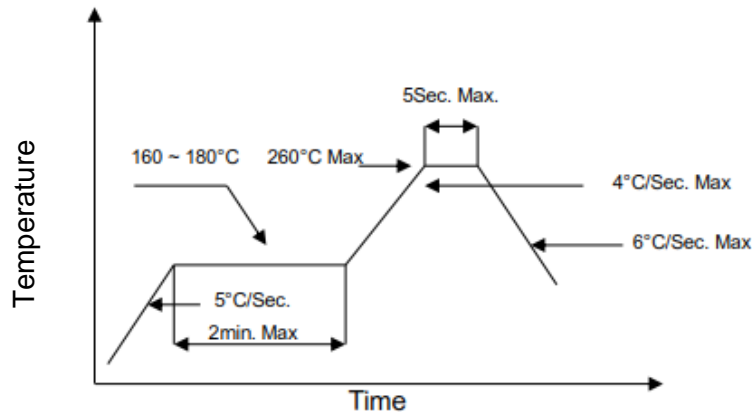 5Sec. Max.
160 ~ 180°C
260°C Max
4°C/Sec. Max
6°C/Sec. Max
5°C/Sec.
2min. Max
Temperature
Time